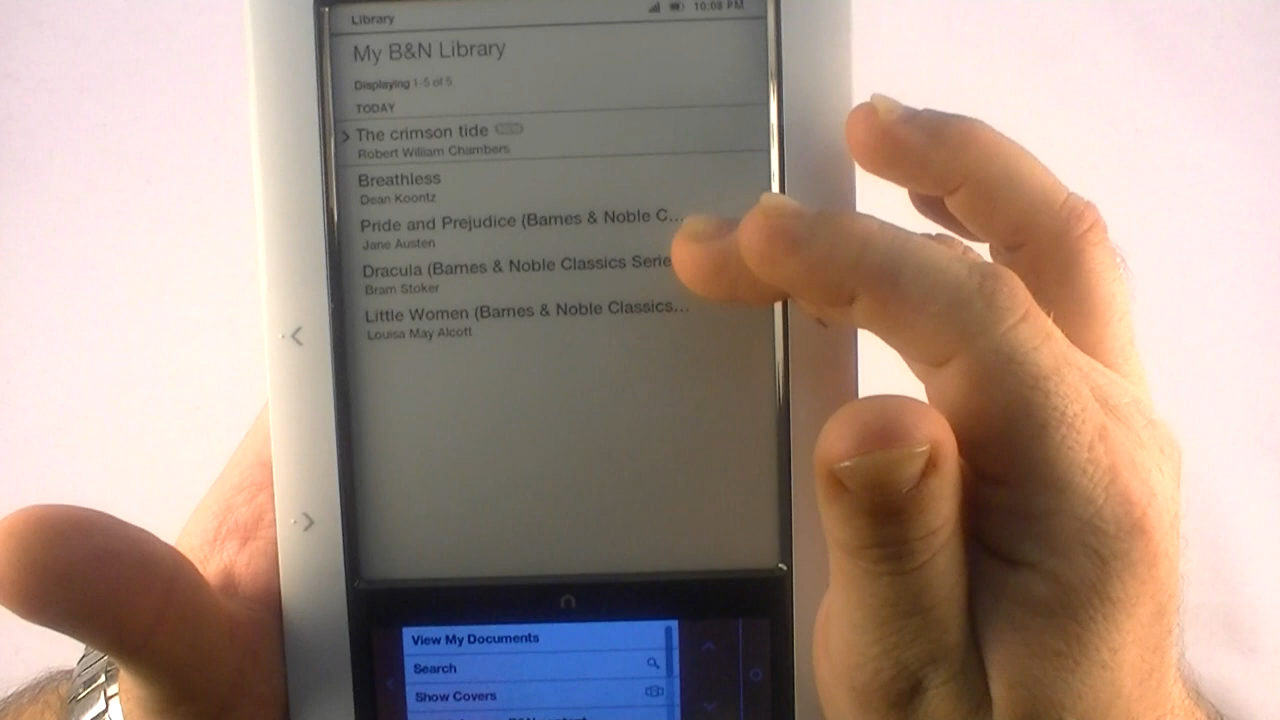 Library
10:08 PM
My B&N Library
Displaying 1-5 of 5
TODAY
The crimson tide
Robert William Chambers
Breathless
Dean Koontz
Pride and Prejudice (Barnes & Noble C...
Jane Austen
Dracula (Barnes & Noble Classics Serie
Bram Stoker
Little Women (Barnes & Noble Classics...
Louisa May Alcott
View My Documents
Search
Show Covers